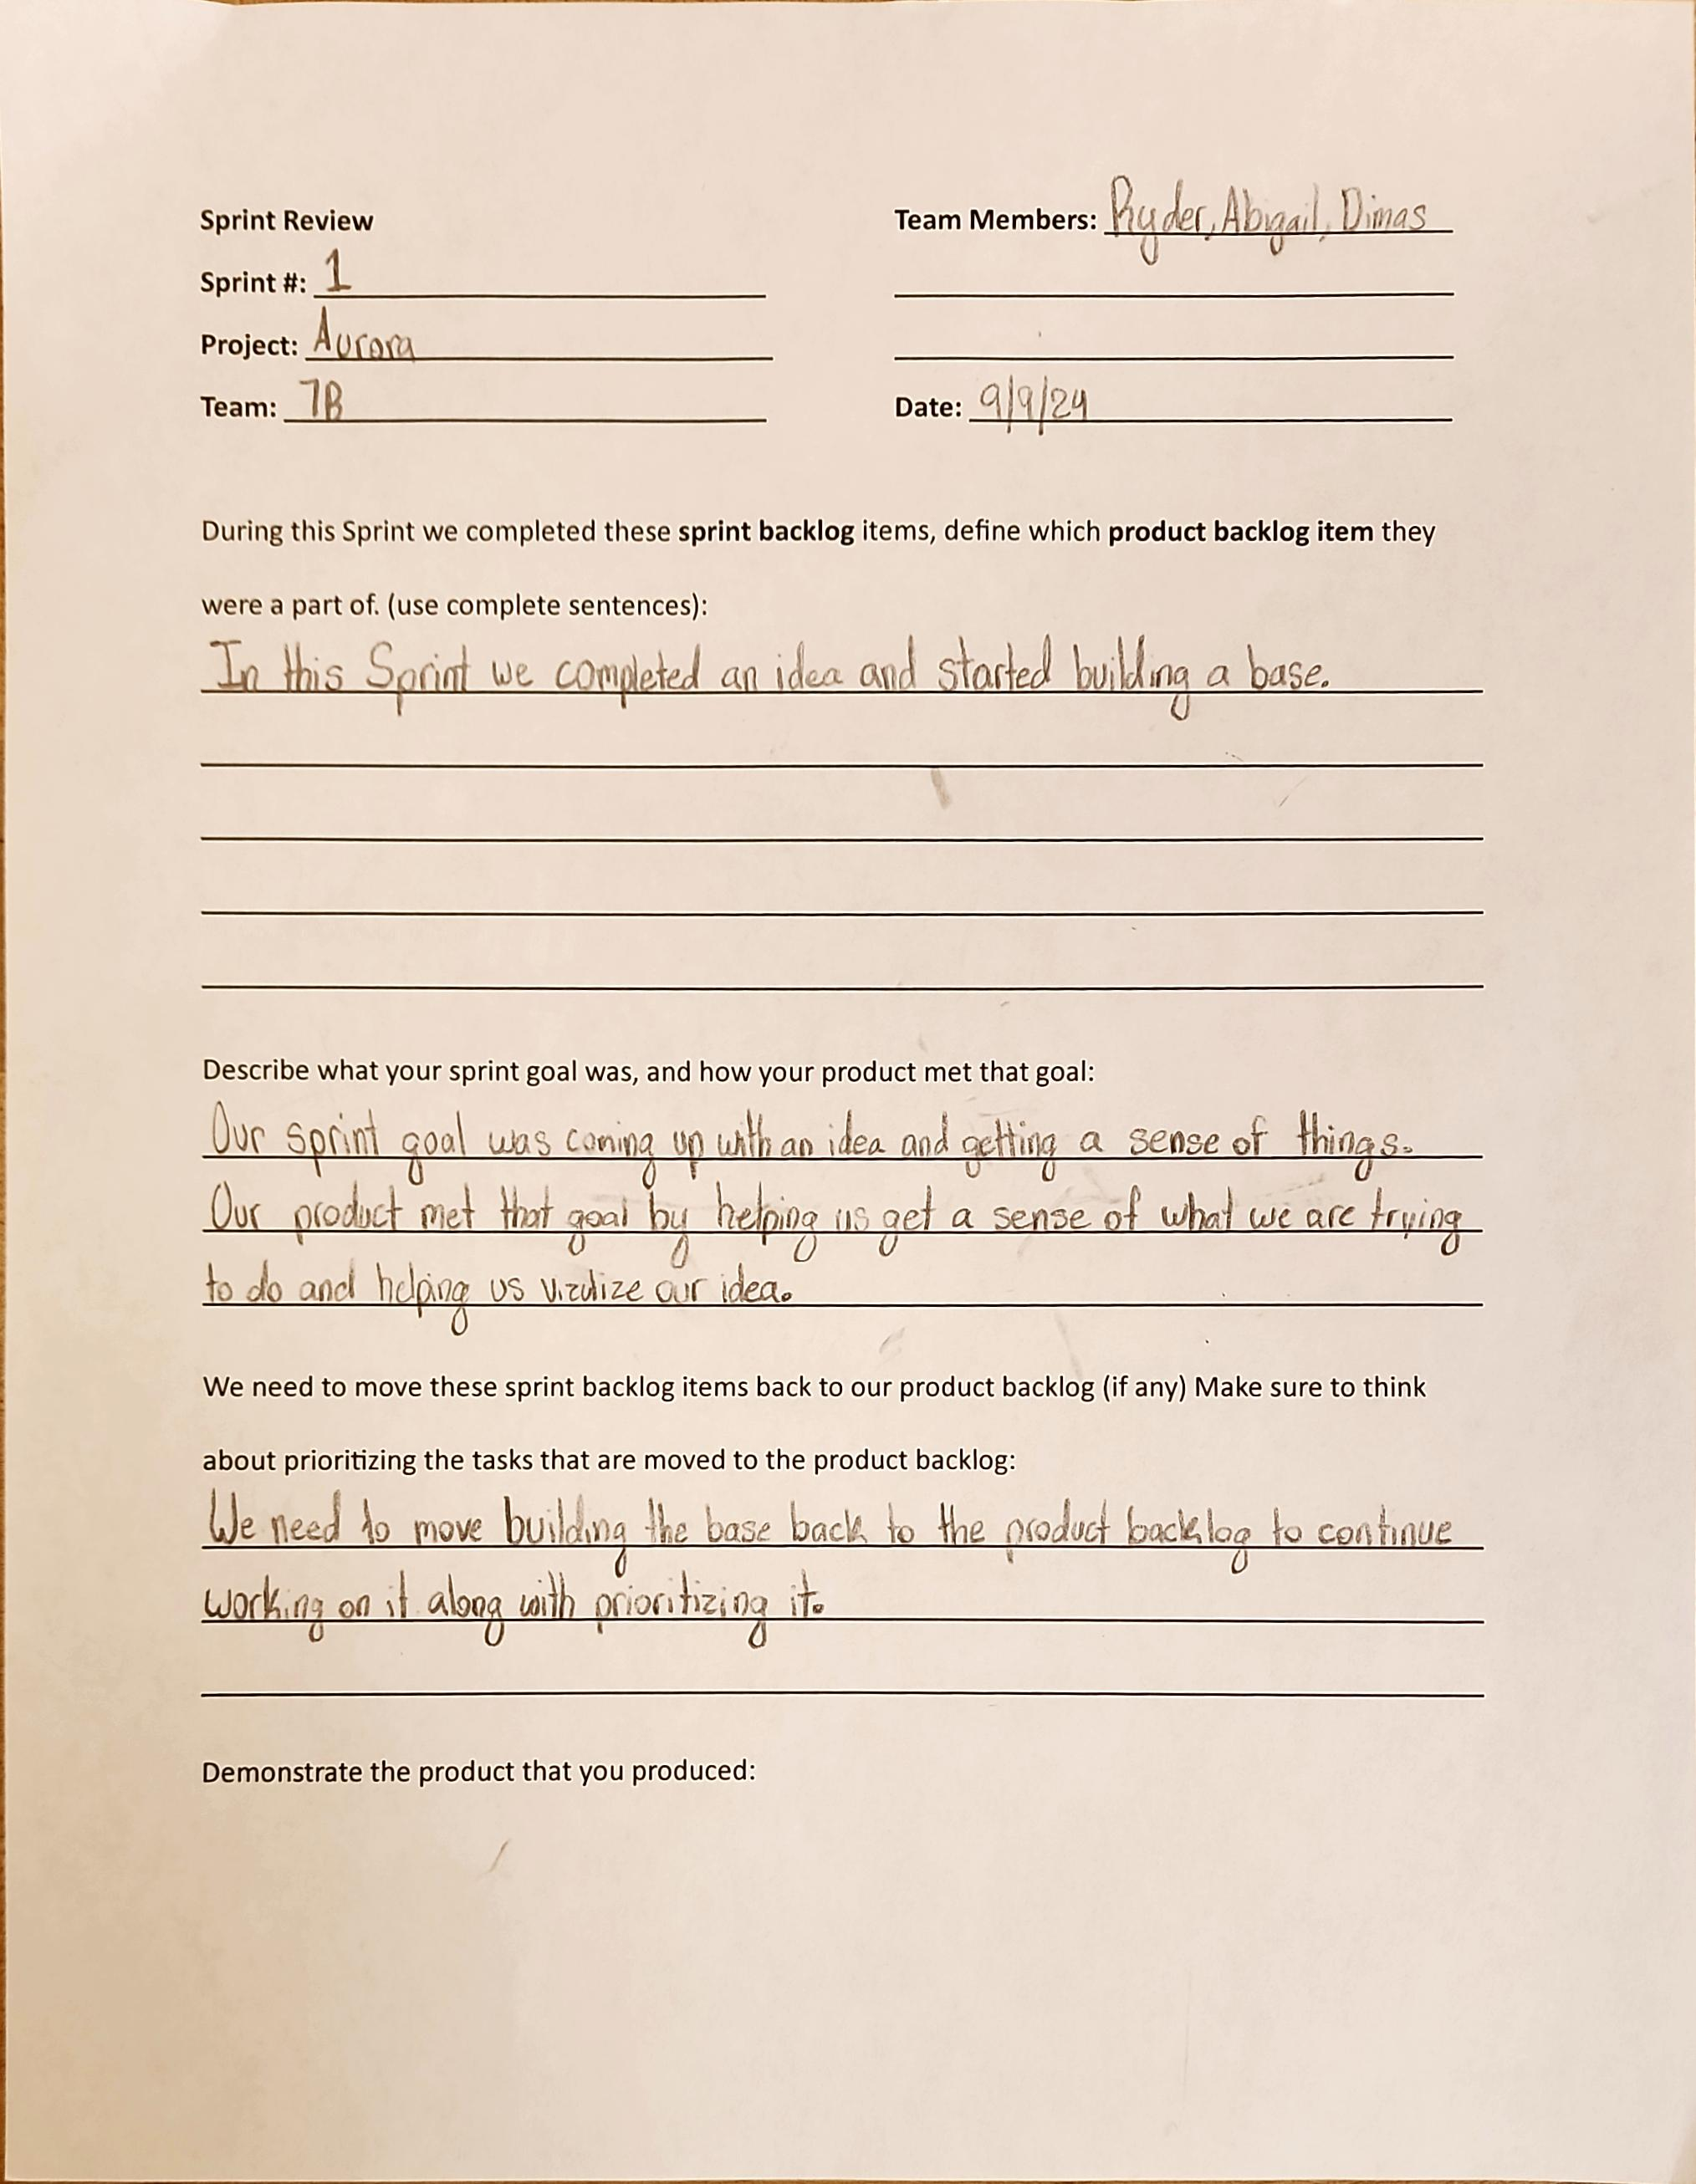 Sprint Review
Team Members: Ryder, Abigail, Dimas
Sprint #: 1
Project: Aurora
Team: 7B
Date: 9/9/24
During this Sprint we completed these sprint backlog items, define which product backlog item they
were a part of. (use complete sentences):
In this Sprint we completed an idea and started building a base.
Describe what your sprint goal was, and how your product met that goal:
Our sprint goal was coming up with an idea and getting a sense of things.
Our product met that goal by helping us get a sense of what we are trying
to do and helping us vizulize our idea.
We need to move these sprint backlog items back to our product backlog (if any) Make sure to think
about prioritizing the tasks that are moved to the product backlog:
We need to move building the base back to the product backlog to continue
working on it along with prioritizing it.
Demonstrate the product that you produced: